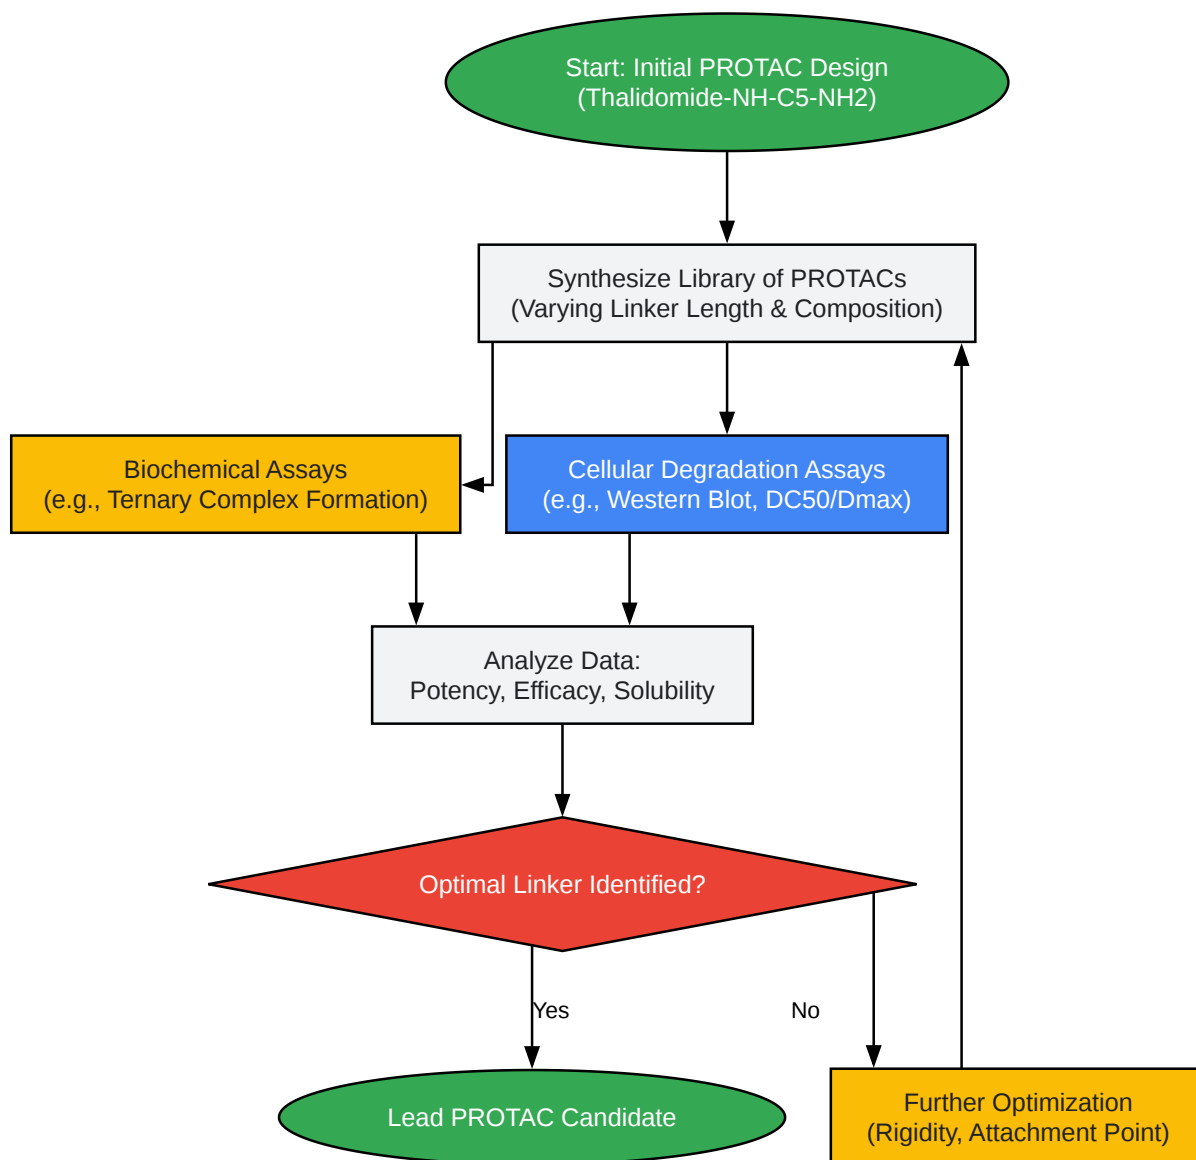 Start: Initial PROTAC Design
(Thalidomide-NH-C5-NH2)
Synthesize Library of PROTACs
(Varying Linker Length & Composition)
Biochemical Assays
(e.g., Ternary Complex Formation)
Cellular Degradation Assays
(e.g., Western Blot, DC50/Dmax)
Analyze Data:
Potency, Efficacy, Solubility
Optimal Linker Identified?
Yes
No
Lead PROTAC Candidate
Further Optimization
(Rigidity, Attachment Point)